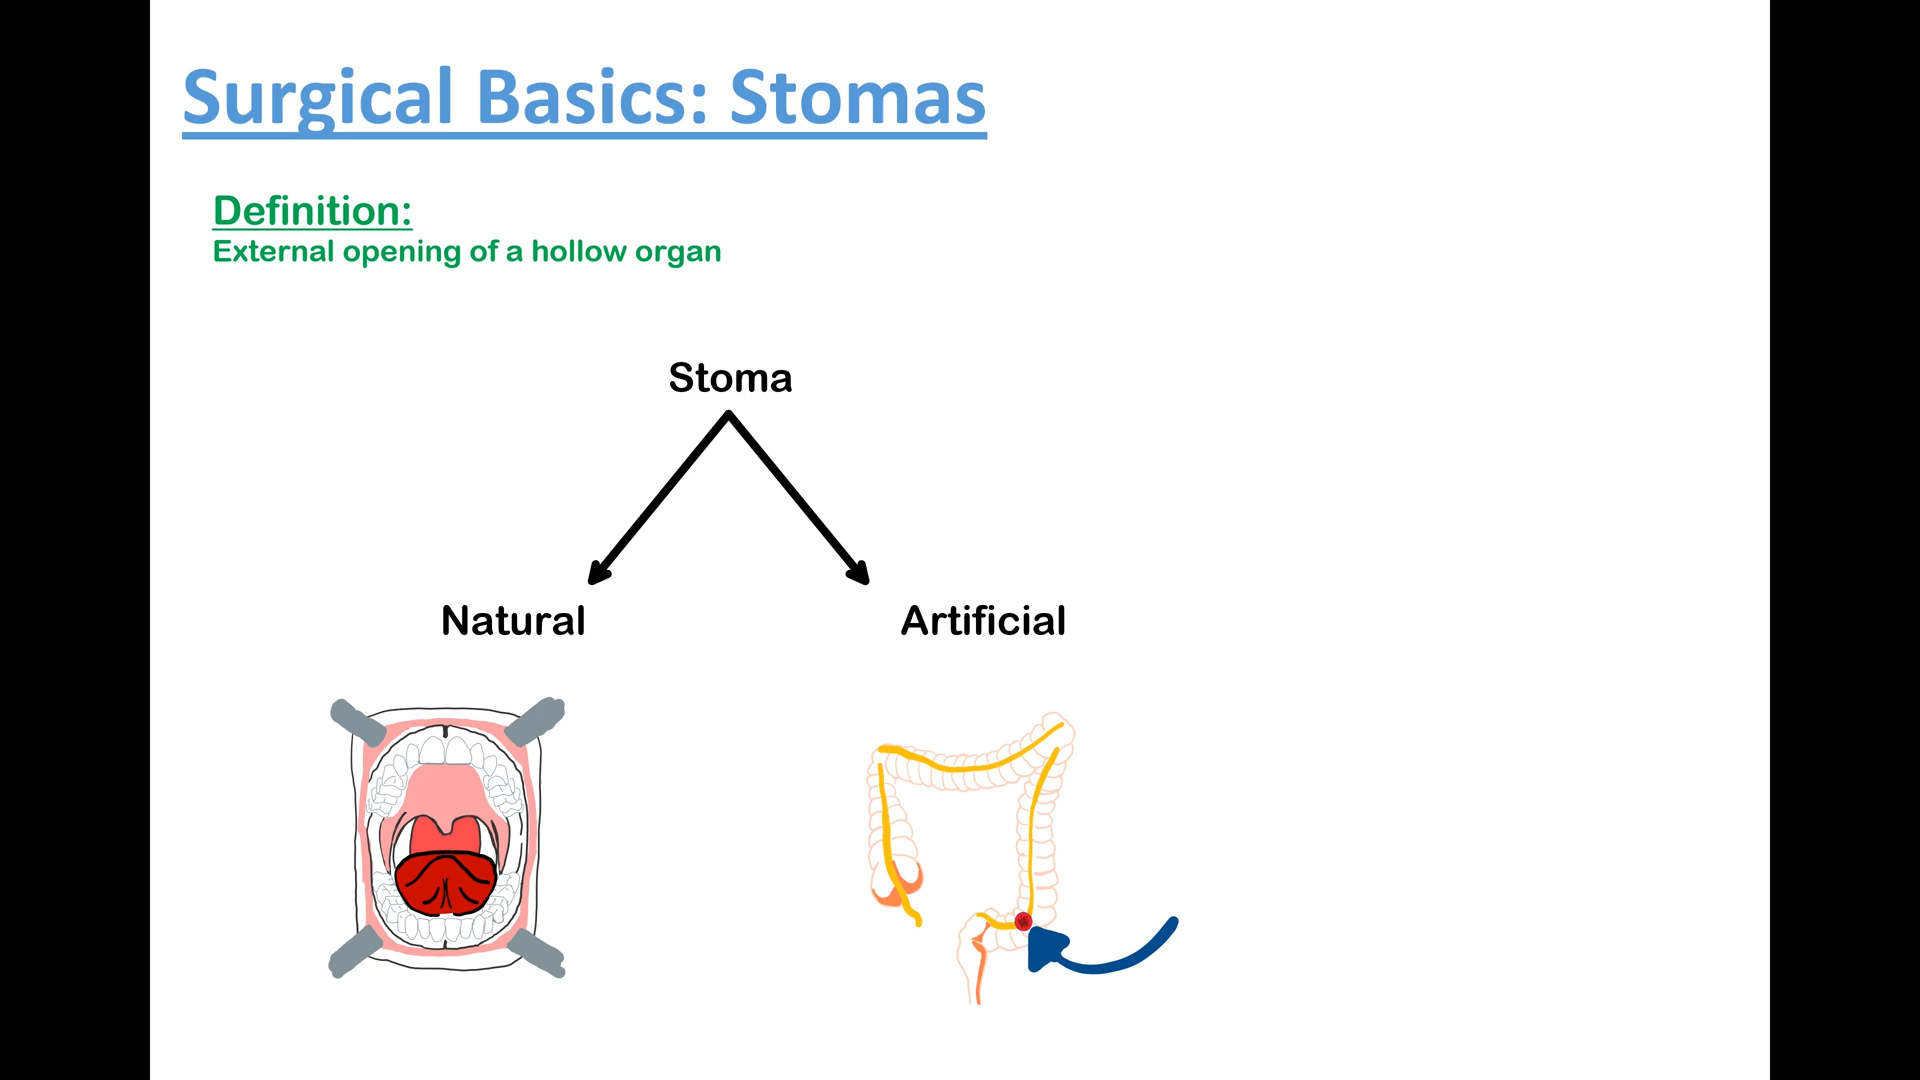 Surgical Basics: Stomas
Definition:
External opening of a hollow organ
Stoma
Natural
Artificial